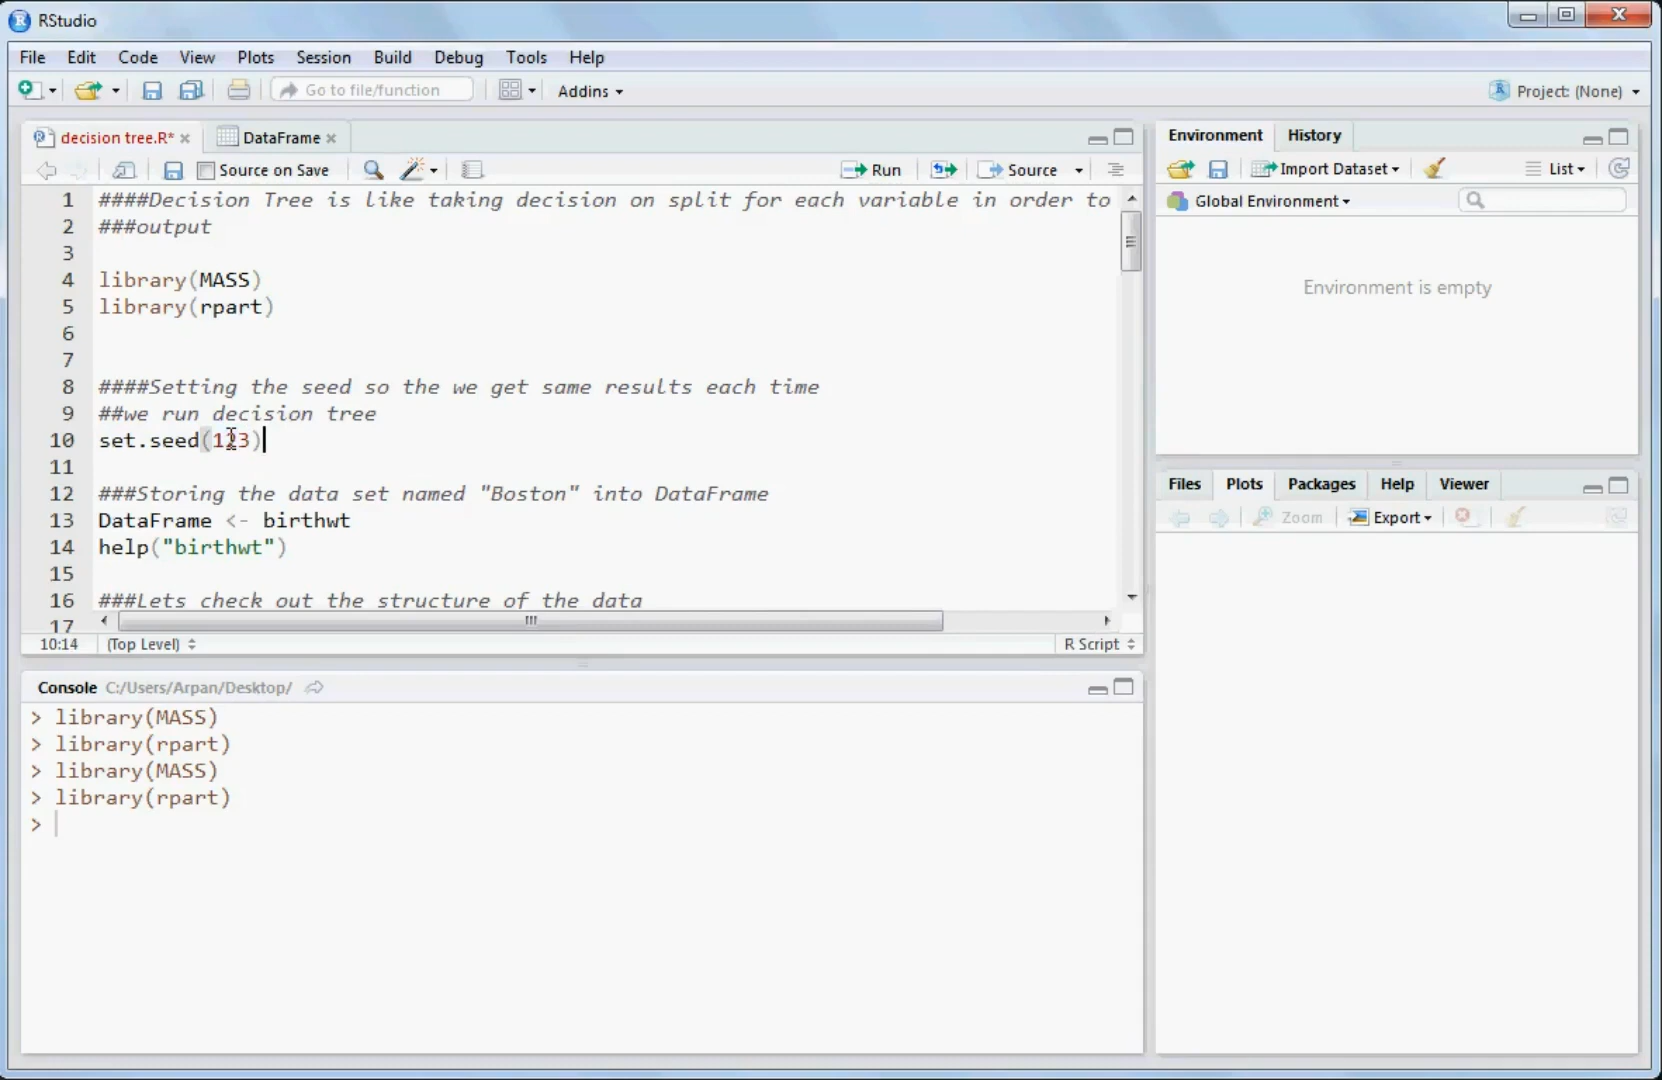 RStudio
File Edit Code View Plots Session Build Debug Tools Help
Go to file/function Addins Project: (None)
decision tree.R* DataFrame
Source on Save Run Source
1 ####Decision Tree is like taking decision on split for each variable in order to
2 ###output
3
4 library(MASS)
5 library(rpart)
6
7
8 ####Setting the seed so the we get same results each time
9 ##we run decision tree
10 set.seed(123)
11
12 ###Storing the data set named "Boston" into DataFrame
13 DataFrame <- birthwt
14 help("birthwt")
15
16 ###Lets check out the structure of the data
17
10:14 (Top Level) R Script
Console C:/Users/Arpan/Desktop/
> library(MASS)
> library(rpart)
> library(MASS)
> library(rpart)
>
Environment History
Import Dataset List
Global Environment
Environment is empty
Files Plots Packages Help Viewer
Zoom Export